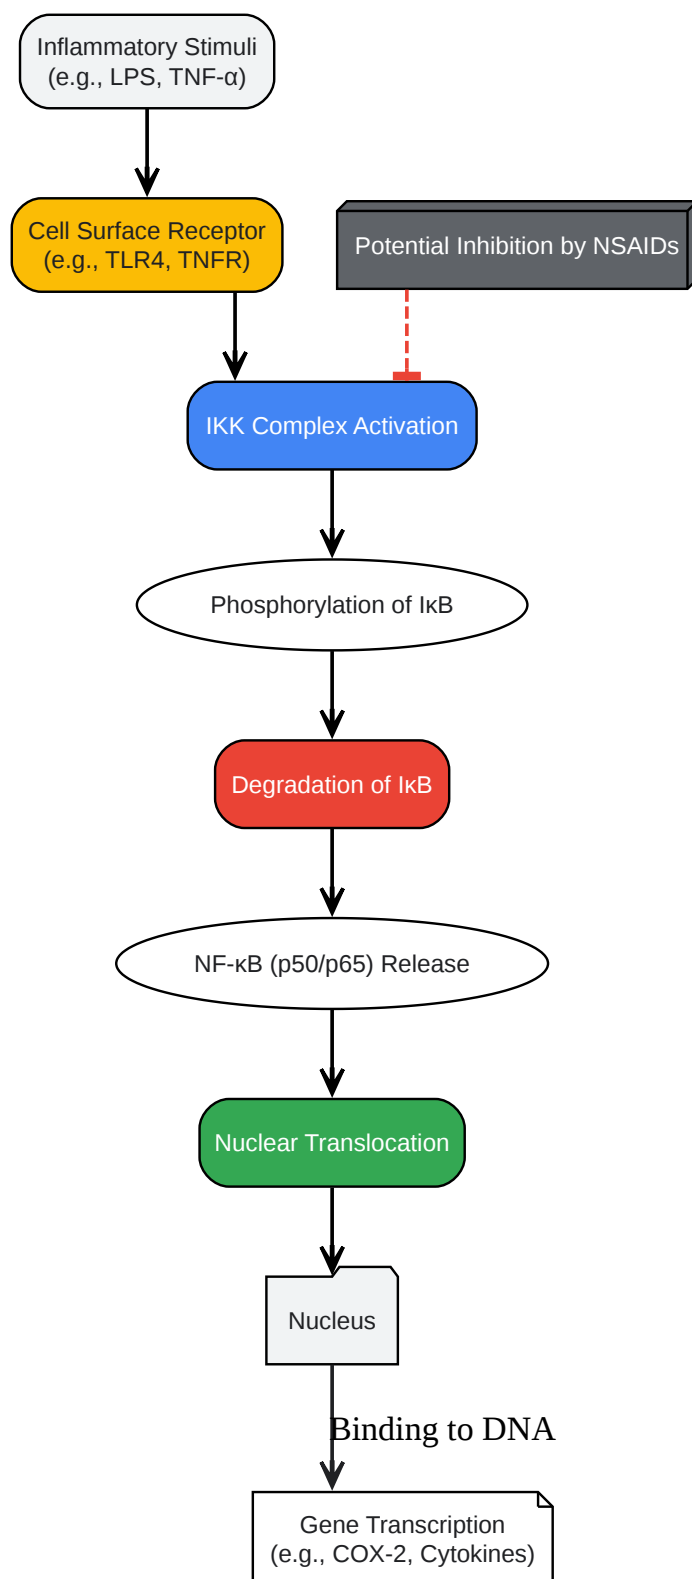 Inflammatory Stimuli
(e.g., LPS, TNF-α)
Cell Surface Receptor
(e.g., TLR4, TNFR)
Potential Inhibition by NSAIDs
IKK Complex Activation
Phosphorylation of IκB
Degradation of IκB
NF-κB (p50/p65) Release
Nuclear Translocation
Nucleus
Binding to DNA
Gene Transcription
(e.g., COX-2, Cytokines)